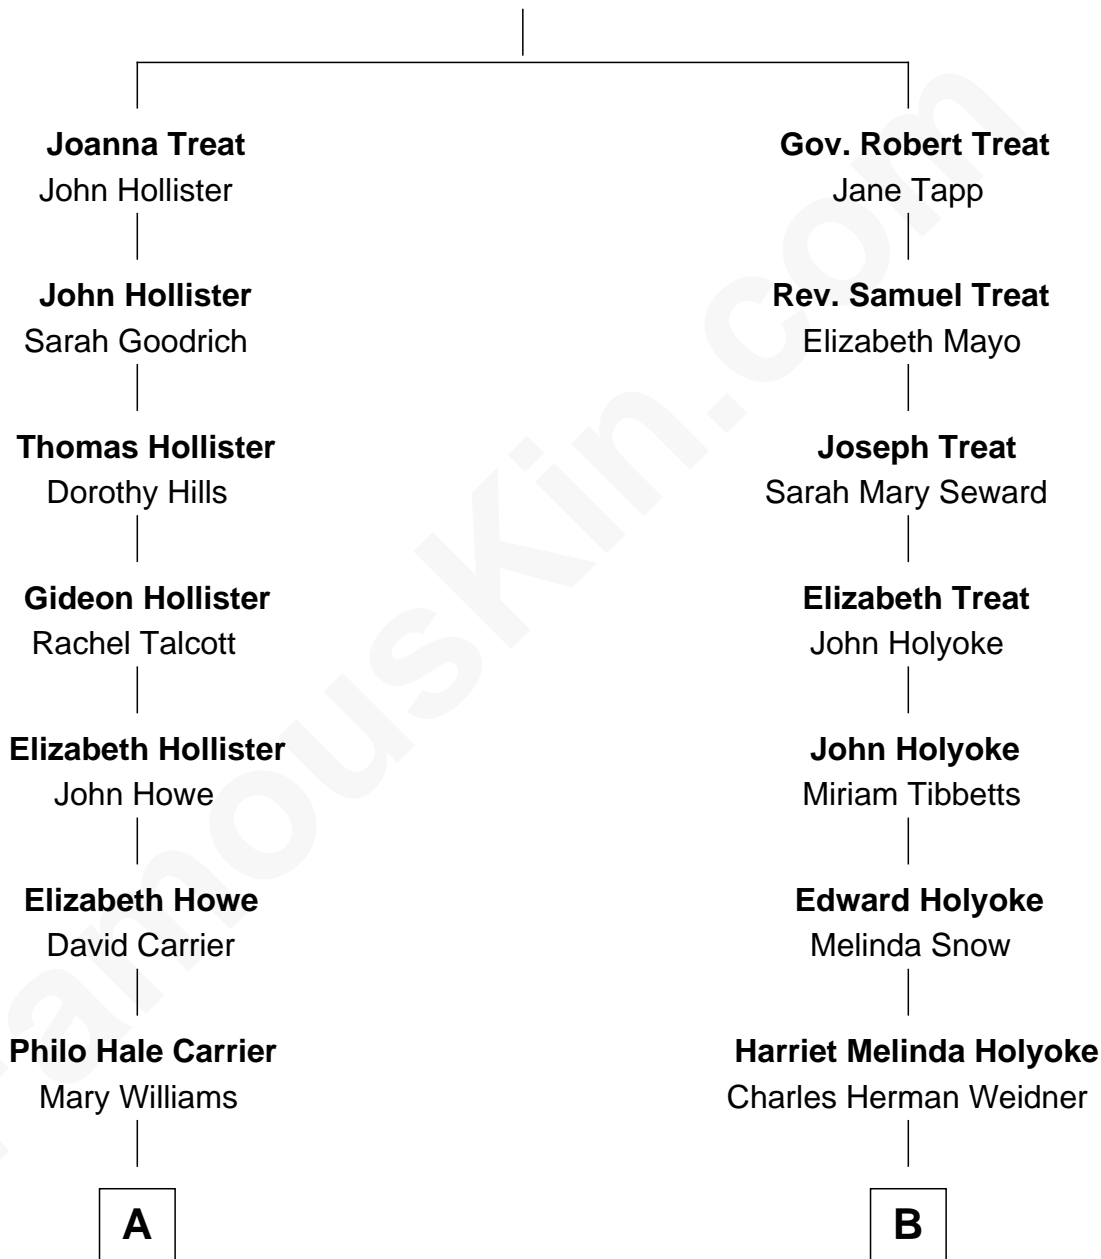 Joanna Treat
John Hollister
John Hollister
Sarah Goodrich
Thomas Hollister
Dorothy Hills
Gideon Hollister
Rachel Talcott
Elizabeth Hollister
John Howe
Elizabeth Howe
David Carrier
Philo Hale Carrier
Mary Williams
A
Gov. Robert Treat
Jane Tapp
Rev. Samuel Treat
Elizabeth Mayo
Joseph Treat
Sarah Mary Seward
Elizabeth Treat
John Holyoke
John Holyoke
Miriam Tibbetts
Edward Holyoke
Melinda Snow
Harriet Melinda Holyoke
Charles Herman Weidner
B
FamousKin.com